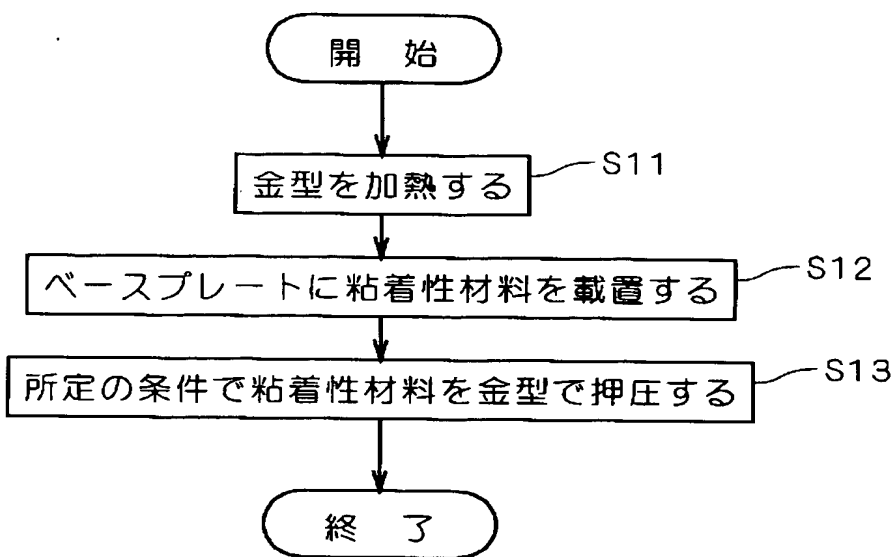 開 始
金型を加熱する
S11
ベースプレートに粘着性材料を載置する
S12
所定の条件で粘着性材料を金型で押圧する
S13
終 了